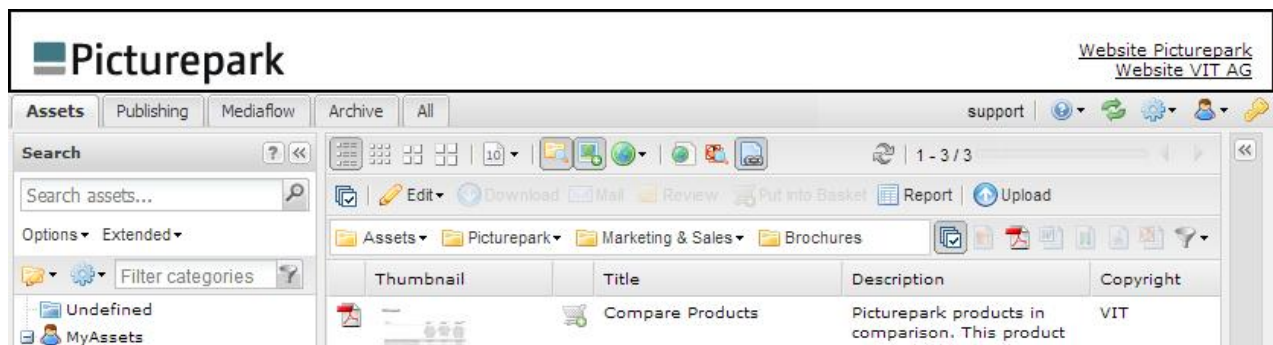 Picturepark
Website Picturepark
Website VIT AG
Assets Publishing Mediaflow Archive All support
Search ? «
10 1 - 3 / 3 «
Search assets...
Edit Download Mail Review Put into Basket Report Upload
Options Extended
Assets Picturepark Marketing & Sales Brochures
Filter categories
Thumbnail Title Description Copyright
Undefined
MyAssets
Compare Products Picturepark products in VIT
comparison. This product